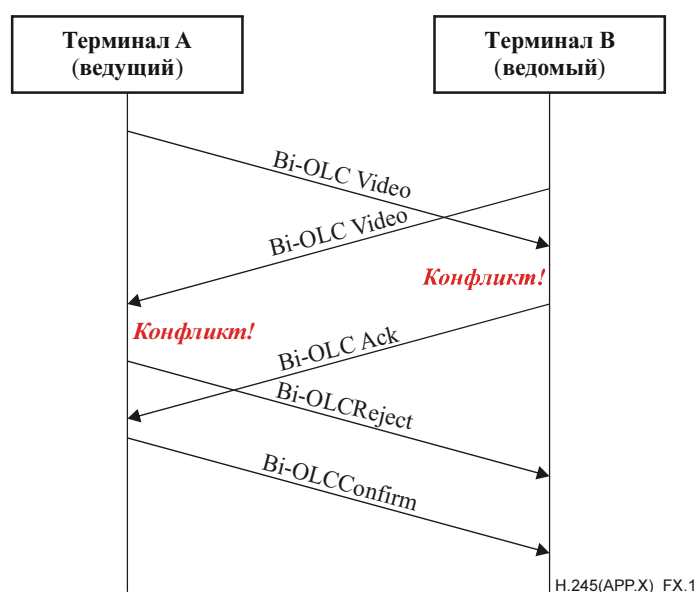 Терминал A
(ведущий)
Терминал B
(ведомый)
Bi-OLC Video
Bi-OLC Video
Конфликт!
Конфликт!
Bi-OLC Ack
Bi-OLCReject
Bi-OLCConfirm
H.245(APP.X)_FX.1